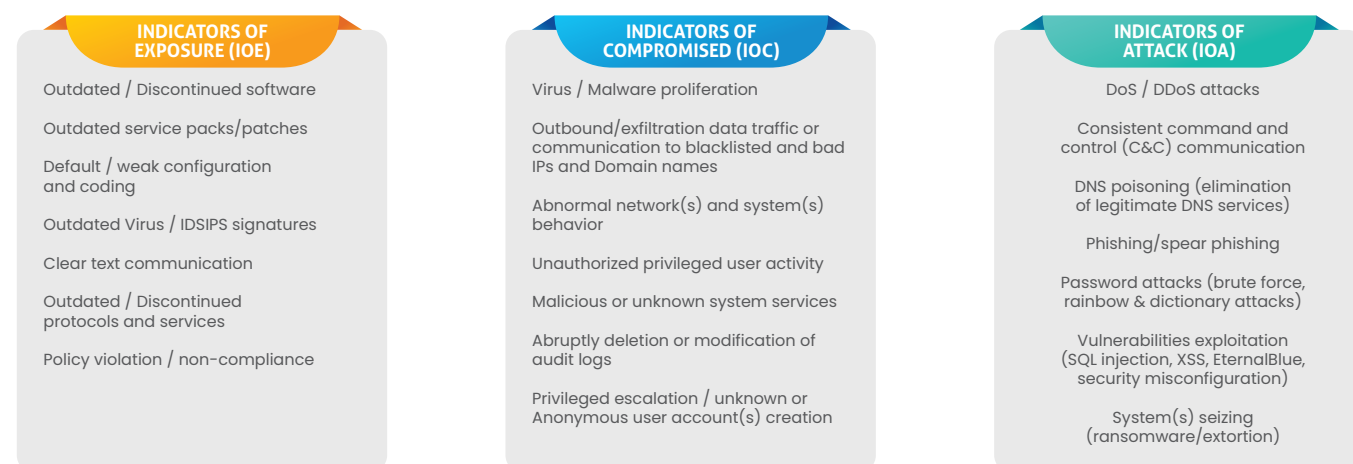 INDICATORS OF
EXPOSURE (IOE)
Outdated / Discontinued software
Outdated service packs/patches
Default / weak configuration
and coding
Outdated Virus / IDSIPS signatures
Clear text communication
Outdated / Discontinued
protocols and services
Policy violation / non-compliance
INDICATORS OF
COMPROMISED (IOC)
Virus / Malware proliferation
Outbound/exfiltration data traffic or
communication to blacklisted and bad
IPs and Domain names
Abnormal network(s) and system(s)
behavior
Unauthorized privileged user activity
Malicious or unknown system services
Abruptly deletion or modification of
audit logs
Privileged escalation / unknown or
Anonymous user account(s) creation
INDICATORS OF
ATTACK (IOA)
DoS / DDoS attacks
Consistent command and
control (C&C) communication
DNS poisoning (elimination
of legitimate DNS services)
Phishing/spear phishing
Password attacks (brute force,
rainbow & dictionary attacks)
Vulnerabilities exploitation
(SQL injection, XSS, EternalBlue,
security misconfiguration)
System(s) seizing
(ransomware/extortion)